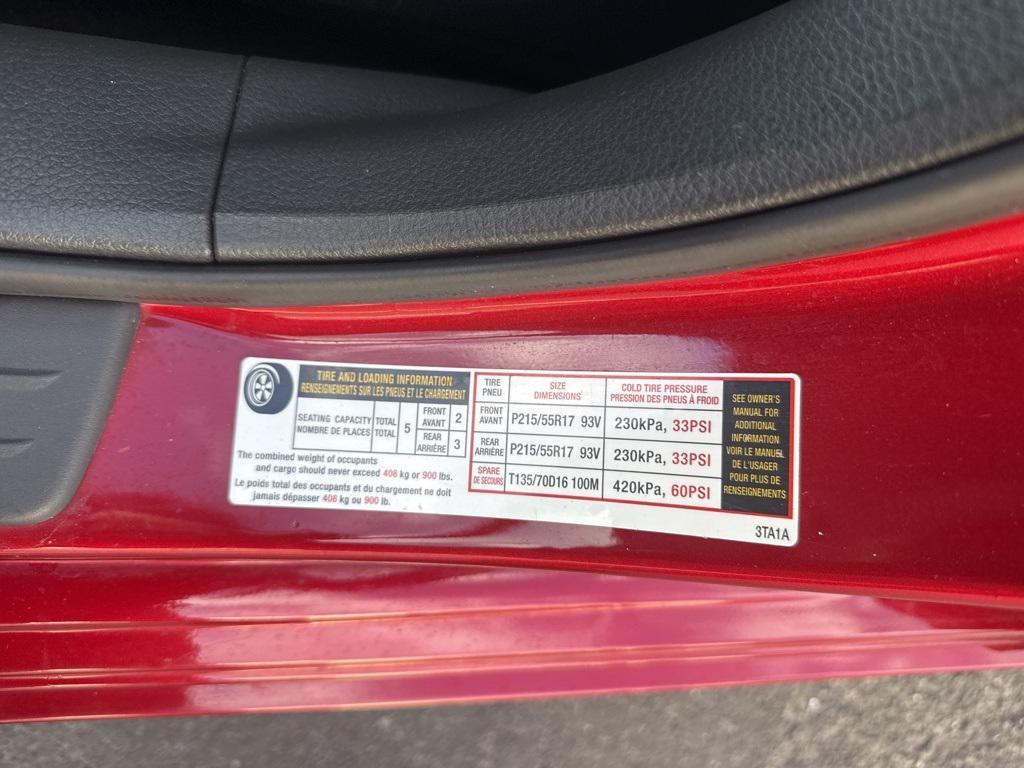 TIRE AND LOADING INFORMATION
RENSEIGNEMENTS SUR LES PNEUS ET LE CHARGEMENT
SEATING CAPACITY TOTAL 5 FRONT AVANT 2
NOMBRE DE PLACES TOTAL REAR ARRIÈRE 3
The combined weight of occupants
and cargo should never exceed 408 kg or 900 lbs.
Le poids total des occupants et du chargement ne doit
jamais dépasser 408 kg ou 900 lb.
TIRE PNEU SIZE DIMENSIONS COLD TIRE PRESSURE PRESSION DES PNEUS À FROID
FRONT AVANT P215/55R17 93V 230kPa, 33PSI
REAR ARRIÈRE P215/55R17 93V 230kPa, 33PSI
SPARE DE SECOURS T135/70D16 100M 420kPa, 60PSI
SEE OWNER'S
MANUAL FOR
ADDITIONAL
INFORMATION
VOIR LE MANUEL
DE L'USAGER
POUR PLUS DE
RENSEIGNEMENTS
3TA1A